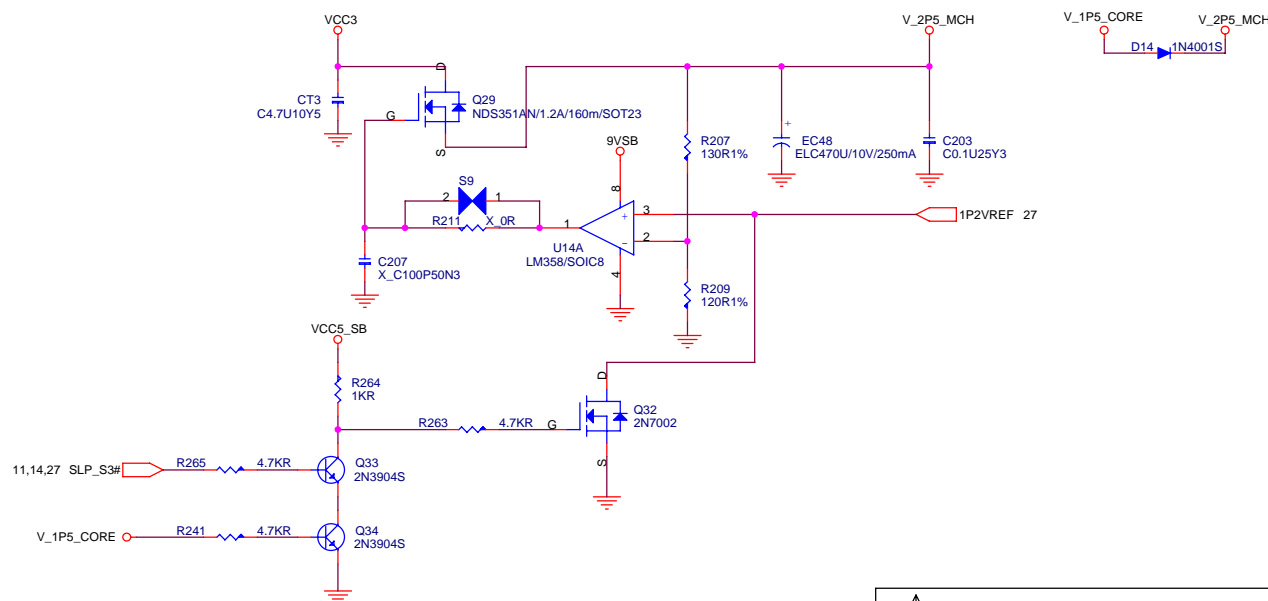 VCC3
V_2P5_MCH
V_1P5_CORE
V_2P5_MCH
D14
1N4001S
D
CT3
C4.7U10Y5
Q29
NDS351AN/1.2A/160m/SOT23
G
S
R207
130R1%
+
EC48
ELC470U/10V/250mA
C203
C0.1U25Y3
9VSB
S9
2
1
8
R211
X_0R
1
+
3
1P2VREF 27
-
2
U14A
LM358/SOIC8
4
C207
X_C100P50N3
R209
120R1%
VCC5_SB
R264
1KR
D
R263
4.7KR
G
Q32
2N7002
S
11,14,27 SLP_S3#
R265
4.7KR
Q33
2N3904S
V_1P5_CORE
R241
4.7KR
Q34
2N3904S